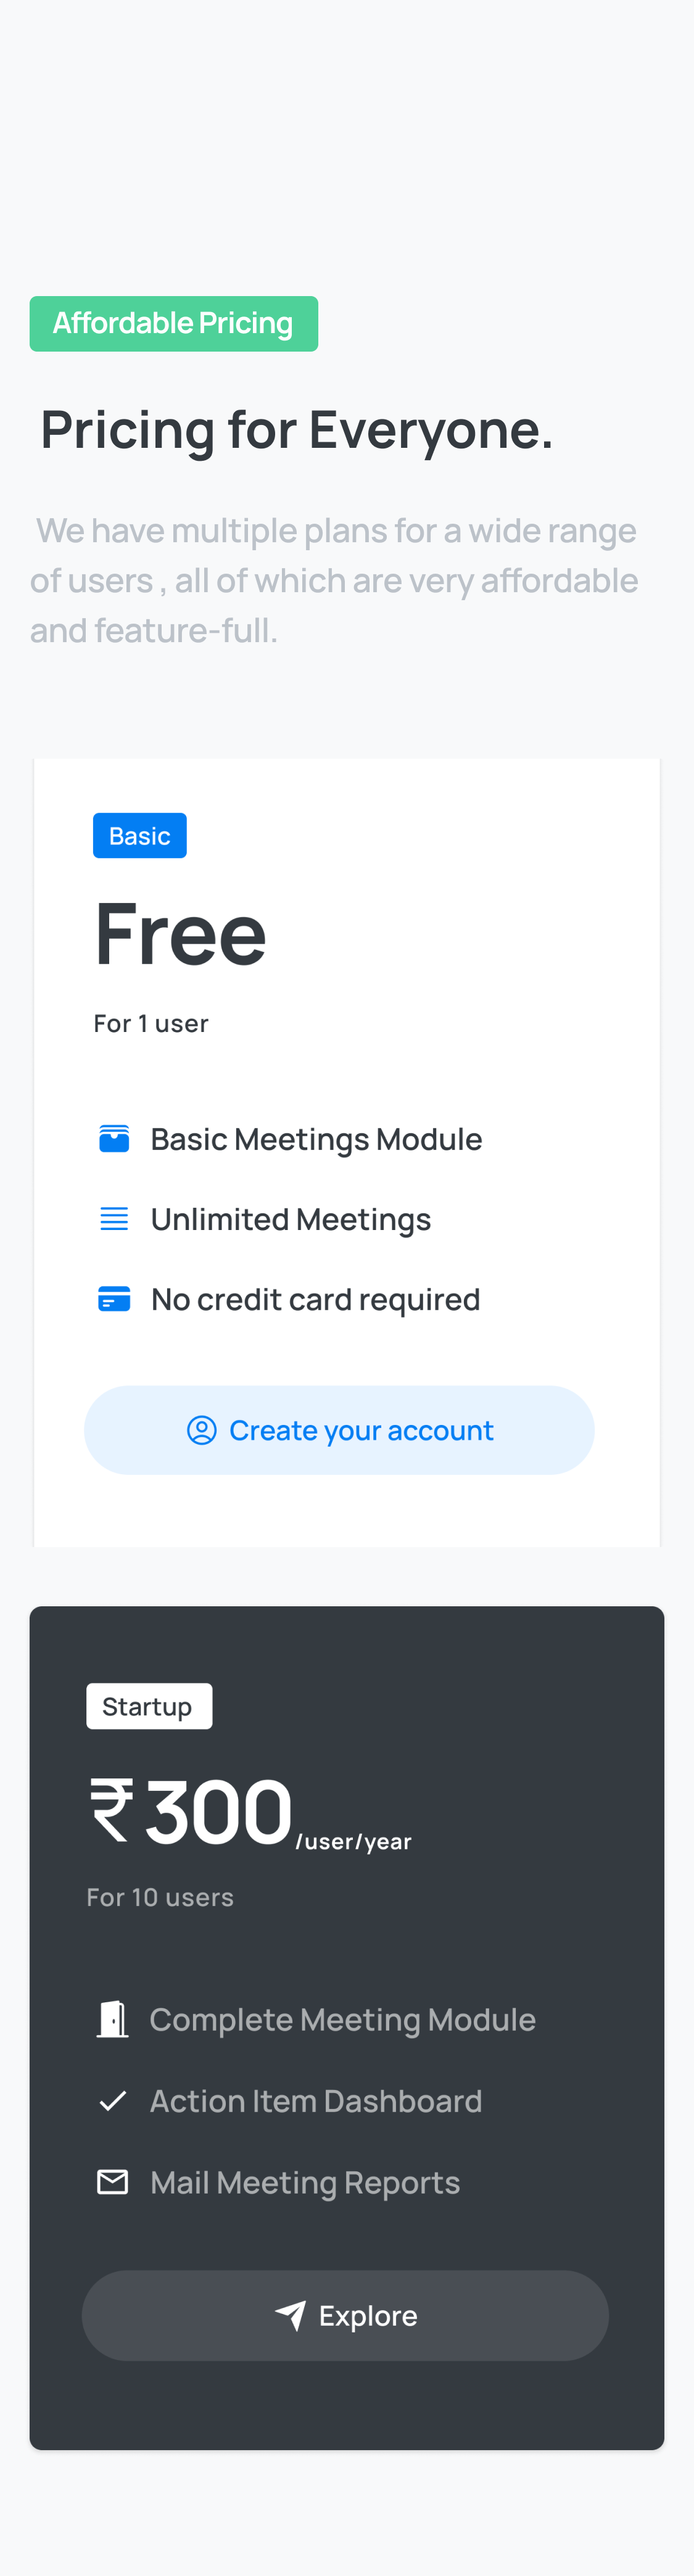 Affordable Pricing
Pricing for Everyone.
We have multiple plans for a wide range
of users , all of which are very affordable
and feature-full.
Basic
Free
For 1 user
Basic Meetings Module
Unlimited Meetings
No credit card required
Create your account
Startup
₹ 300 /user/year
For 10 users
Complete Meeting Module
Action Item Dashboard
Mail Meeting Reports
Explore